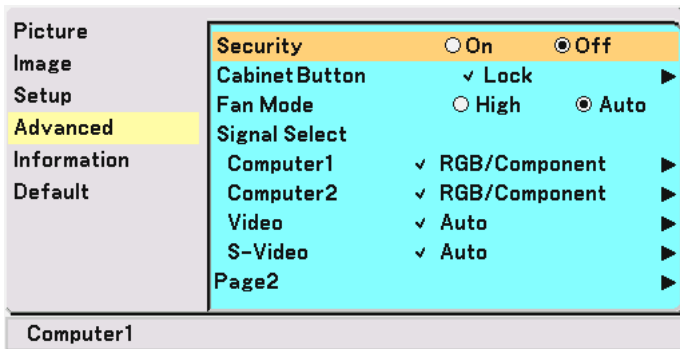 Picture
Image
Setup
Advanced
Information
Default
Security On Off
Cabinet Button Lock
Fan Mode High Auto
Signal Select
Computer1 RGB/Component
Computer2 RGB/Component
Video Auto
S-Video Auto
Page2
Computer1